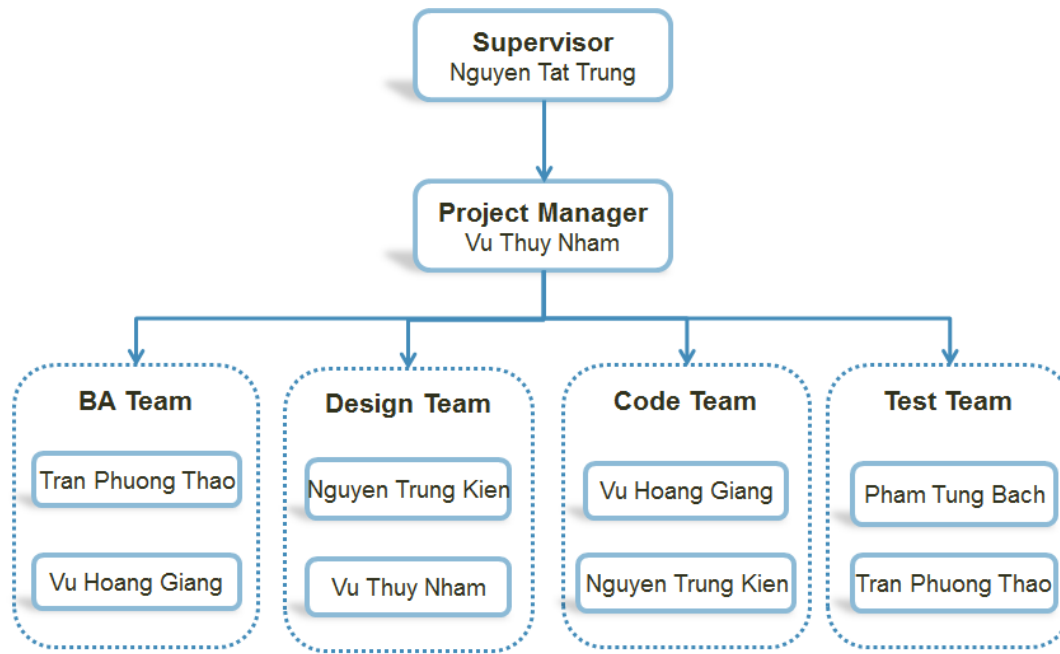 Supervisor
Nguyen Tat Trung
Project Manager
Vu Thuy Nham
BA Team
Tran Phuong Thao
Vu Hoang Giang
Design Team
Nguyen Trung Kien
Vu Thuy Nham
Code Team
Vu Hoang Giang
Nguyen Trung Kien
Test Team
Pham Tung Bach
Tran Phuong Thao